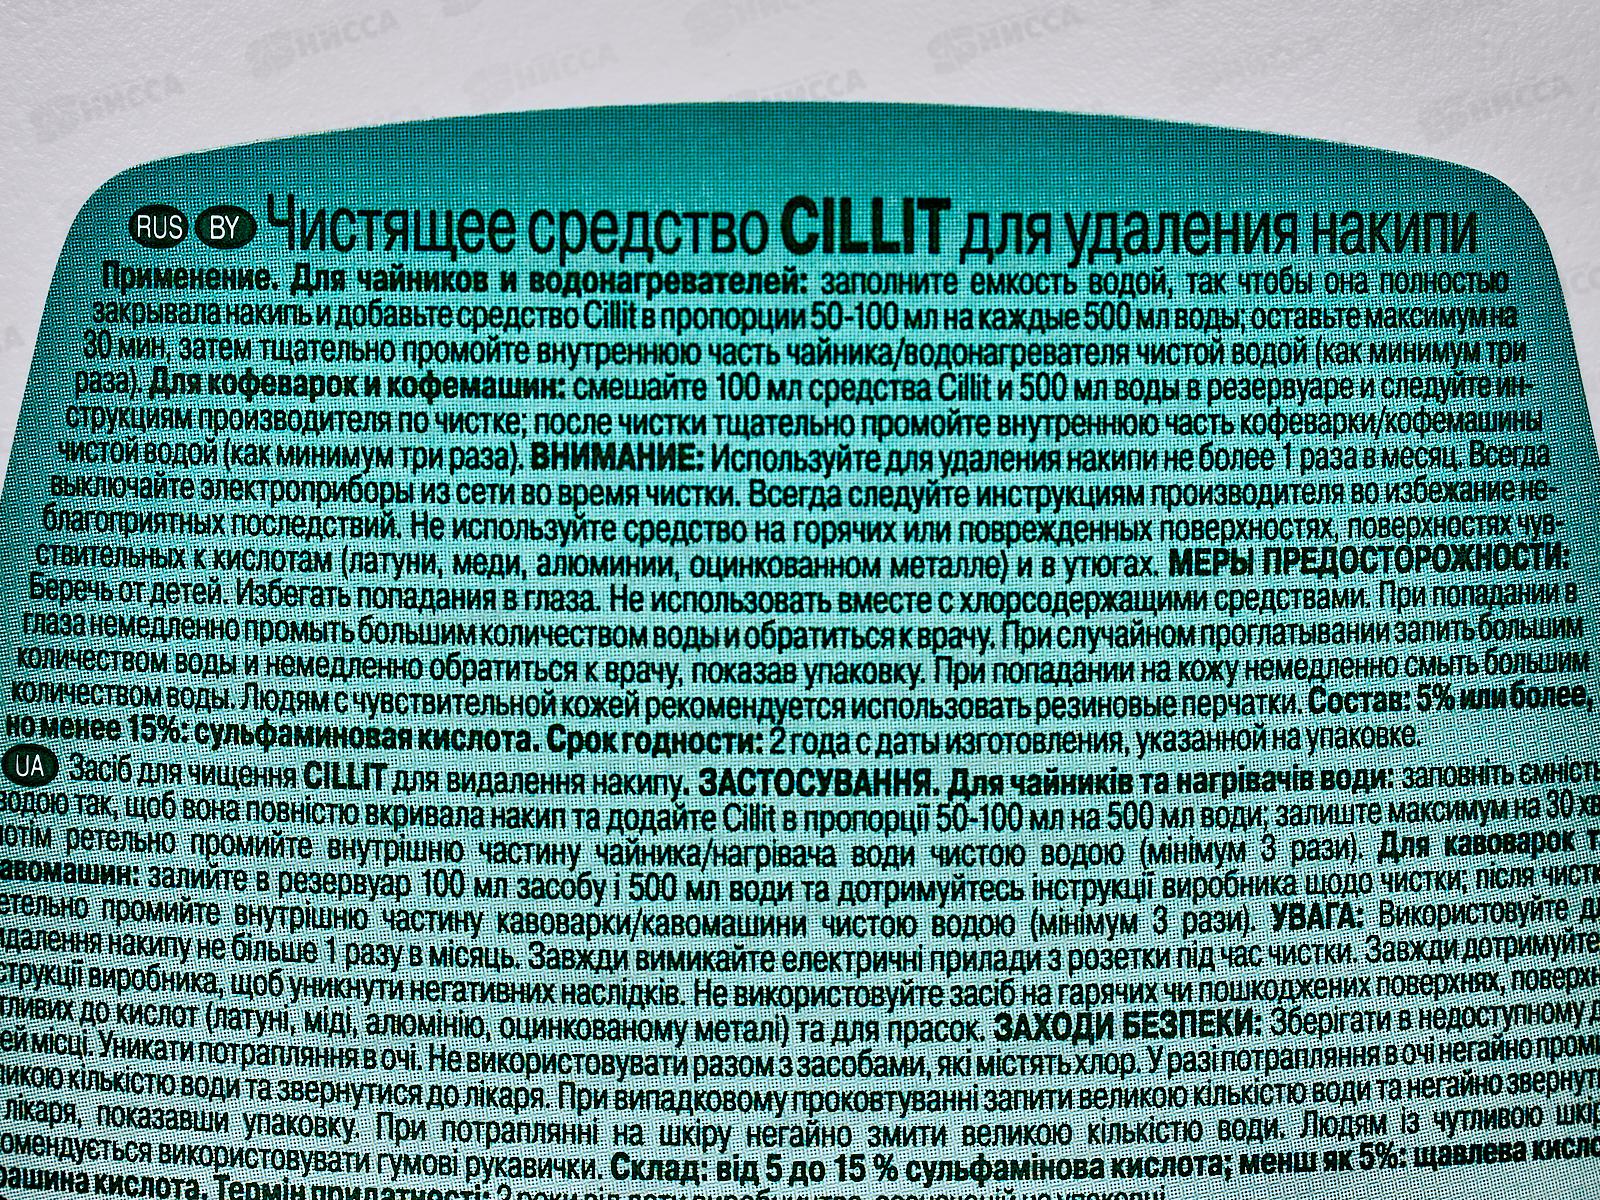 RUS BY Чистящее средство CILLIT для удаления накипи
Применение. Для чайников и водонагревателей: заполните емкость водой, так чтобы она полностью
закрывала накипь и добавьте средство Cillit в пропорции 50-100 мл на каждые 500 мл воды; оставьте максимум на
30 мин, затем тщательно промойте внутреннюю часть чайника/водонагревателя чистой водой (как минимум три
раза). Для кофеварок и кофемашин: смешайте 100 мл средства Cillit и 500 мл воды в резервуаре и следуйте ин-
струкциям производителя по чистке; после чистки тщательно промойте внутреннюю часть кофеварки/кофемашины
чистой водой (как минимум три раза). ВНИМАНИЕ: Используйте для удаления накипи не более 1 раза в месяц. Всегда
выключайте электроприборы из сети во время чистки. Всегда следуйте инструкциям производителя во избежание не-
благоприятных последствий. Не используйте средство на горячих или поврежденных поверхностях, поверхностях чув-
ствительных к кислотам (латуни, меди, алюминии, оцинкованном металле) и в утюгах. МЕРЫ ПРЕДОСТОРОЖНОСТИ:
Беречь от детей. Избегать попадания в глаза. Не использовать вместе с хлорсодержащими средствами. При попадании в
глаза немедленно промыть большим количеством воды и обратиться к врачу. При случайном проглатывании запить большим
количеством воды и немедленно обратиться к врачу, показав упаковку. При попадании на кожу немедленно смыть большим
количеством воды. Людям с чувствительной кожей рекомендуется использовать резиновые перчатки. Состав: 5% или более,
но менее 15%: сульфаминовая кислота. Срок годности: 2 года с даты изготовления, указанной на упаковке.
UA Засіб для чищення CILLIT для видалення накипу. ЗАСТОСУВАННЯ. Для чайників та нагрівачів води: заповніть ємність
водою так, щоб вона повністю вкривала накип та додайте Cillit в пропорції 50-100 мл на 500 мл води; залиште максимум на 30 хв
потім ретельно промийте внутрішню частину чайника/нагрівача води чистою водою (мінімум 3 рази). Для кавоварок т
авомашин: залийте в резервуар 100 мл засобу і 500 мл води та дотримуйтесь інструкції виробника щодо чистки; після чистк
етельно промийте внутрішню частину кавоварки/кавомашини чистою водою (мінімум 3 рази). УВАГА: Використовуйте д
идалення накипу не більше 1 разу в місяць. Завжди вимикайте електричні прилади з розетки під час чистки. Завжди дотримуйте
струкції виробника, щоб уникнути негативних наслідків. Не використовуйте засіб на гарячих чи пошкоджених поверхнях, поверхн
тливих до кислот (латуні, міді, алюмінію, оцинкованому металі) та для прасок. ЗАХОДИ БЕЗПЕКИ: Зберігати в недоступному д
ей місці. Уникати потрапляння в очі. Не використовувати разом з засобами, які містять хлор. У разі потрапляння в очі негайно проми
ликою кількістю води та звернутися до лікаря. При випадковому проковтуванні запити великою кількістю води та негайно звернут
лікаря, показавши упаковку. При потраплянні на шкіру негайно змити великою кількістю води. Людям із чутливою шкір
омендується використовувати гумові рукавички. Склад: від 5 до 15 % сульфамінова кислота; менш як 5%: щавлева кисло
рашина кислота. Термін придатності: 2 роки від дати